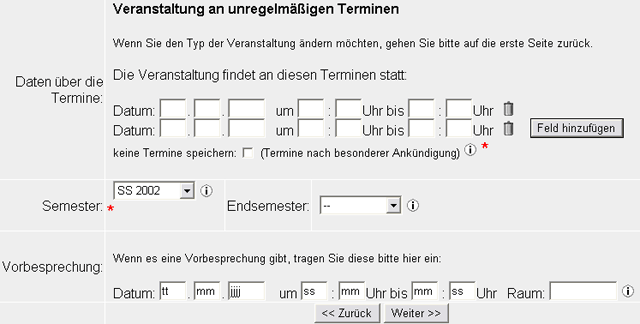 Veranstaltung an unregelmäßigen Terminen
Wenn Sie den Typ der Veranstaltung ändern möchten, gehen Sie bitte auf die erste Seite zurück.
Daten über die Termine:
Die Veranstaltung findet an diesen Terminen statt:
Datum: . . um : Uhr bis : Uhr
Datum: . . um : Uhr bis : Uhr
Feld hinzufügen
keine Termine speichern: (Termine nach besonderer Ankündigung) i *
Semester: * SS 2002 i Endsemester: -- i
Vorbesprechung:
Wenn es eine Vorbesprechung gibt, tragen Sie diese bitte hier ein:
Datum: tt . mm . jjjj um ss : mm Uhr bis mm : ss Uhr Raum: i
<< Zurück Weiter >>